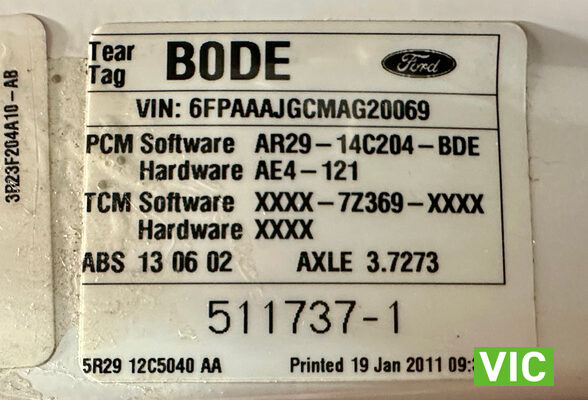 3R23F204A10-AB
Tear Tag BODE Ford
VIN: 6FPAAAJGCMAG20069
PCM Software AR29-14C204-BDE
Hardware AE4-121
TCM Software XXXX-7Z369-XXXX
Hardware XXXX
ABS 13 06 02 AXLE 3.7273
511737-1
5R29 12C5040 AA Printed 19 Jan 2011 09:
VIC